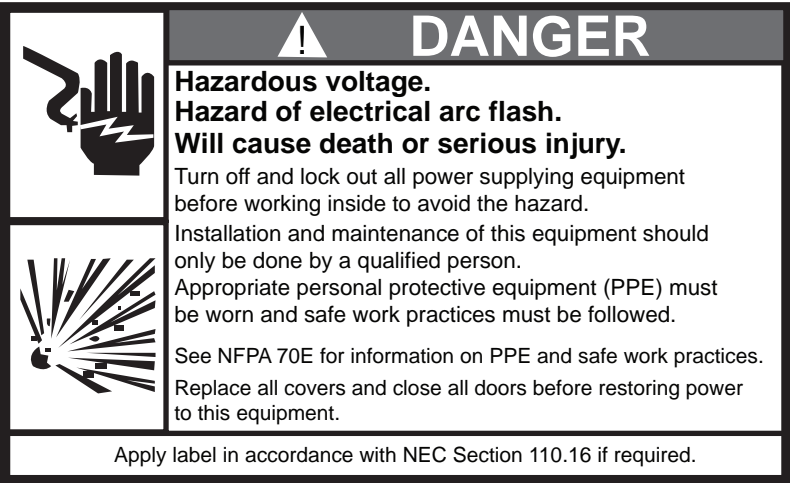 ! DANGER
Hazardous voltage.
Hazard of electrical arc flash.
Will cause death or serious injury.
Turn off and lock out all power supplying equipment
before working inside to avoid the hazard.
Installation and maintenance of this equipment should
only be done by a qualified person.
Appropriate personal protective equipment (PPE) must
be worn and safe work practices must be followed.
See NFPA 70E for information on PPE and safe work practices.
Replace all covers and close all doors before restoring power
to this equipment.
Apply label in accordance with NEC Section 110.16 if required.